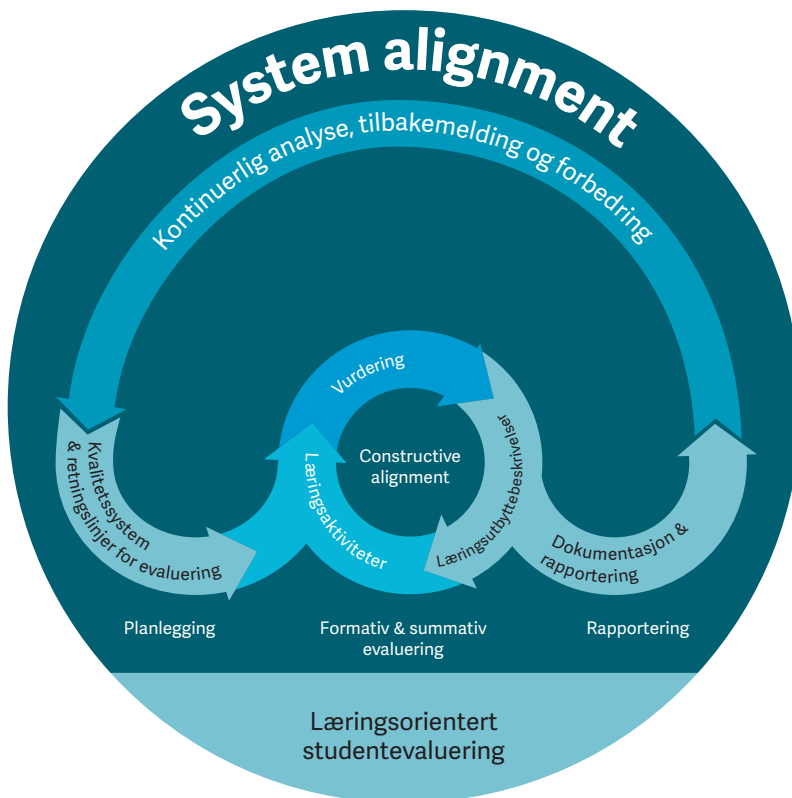 System alignment
Kontinuerlig analyse, tilbakemelding og forbedring
Vurdering
Constructive
alignment
Læringsaktiviteter
Læringsutbyttebeskrivelser
Kvalitetssystem
& retningslinjer for evaluering
Dokumentasjon &
rapportering
Planlegging
Formativ & summativ
evaluering
Rapportering
Læringsorientert
studentevaluering